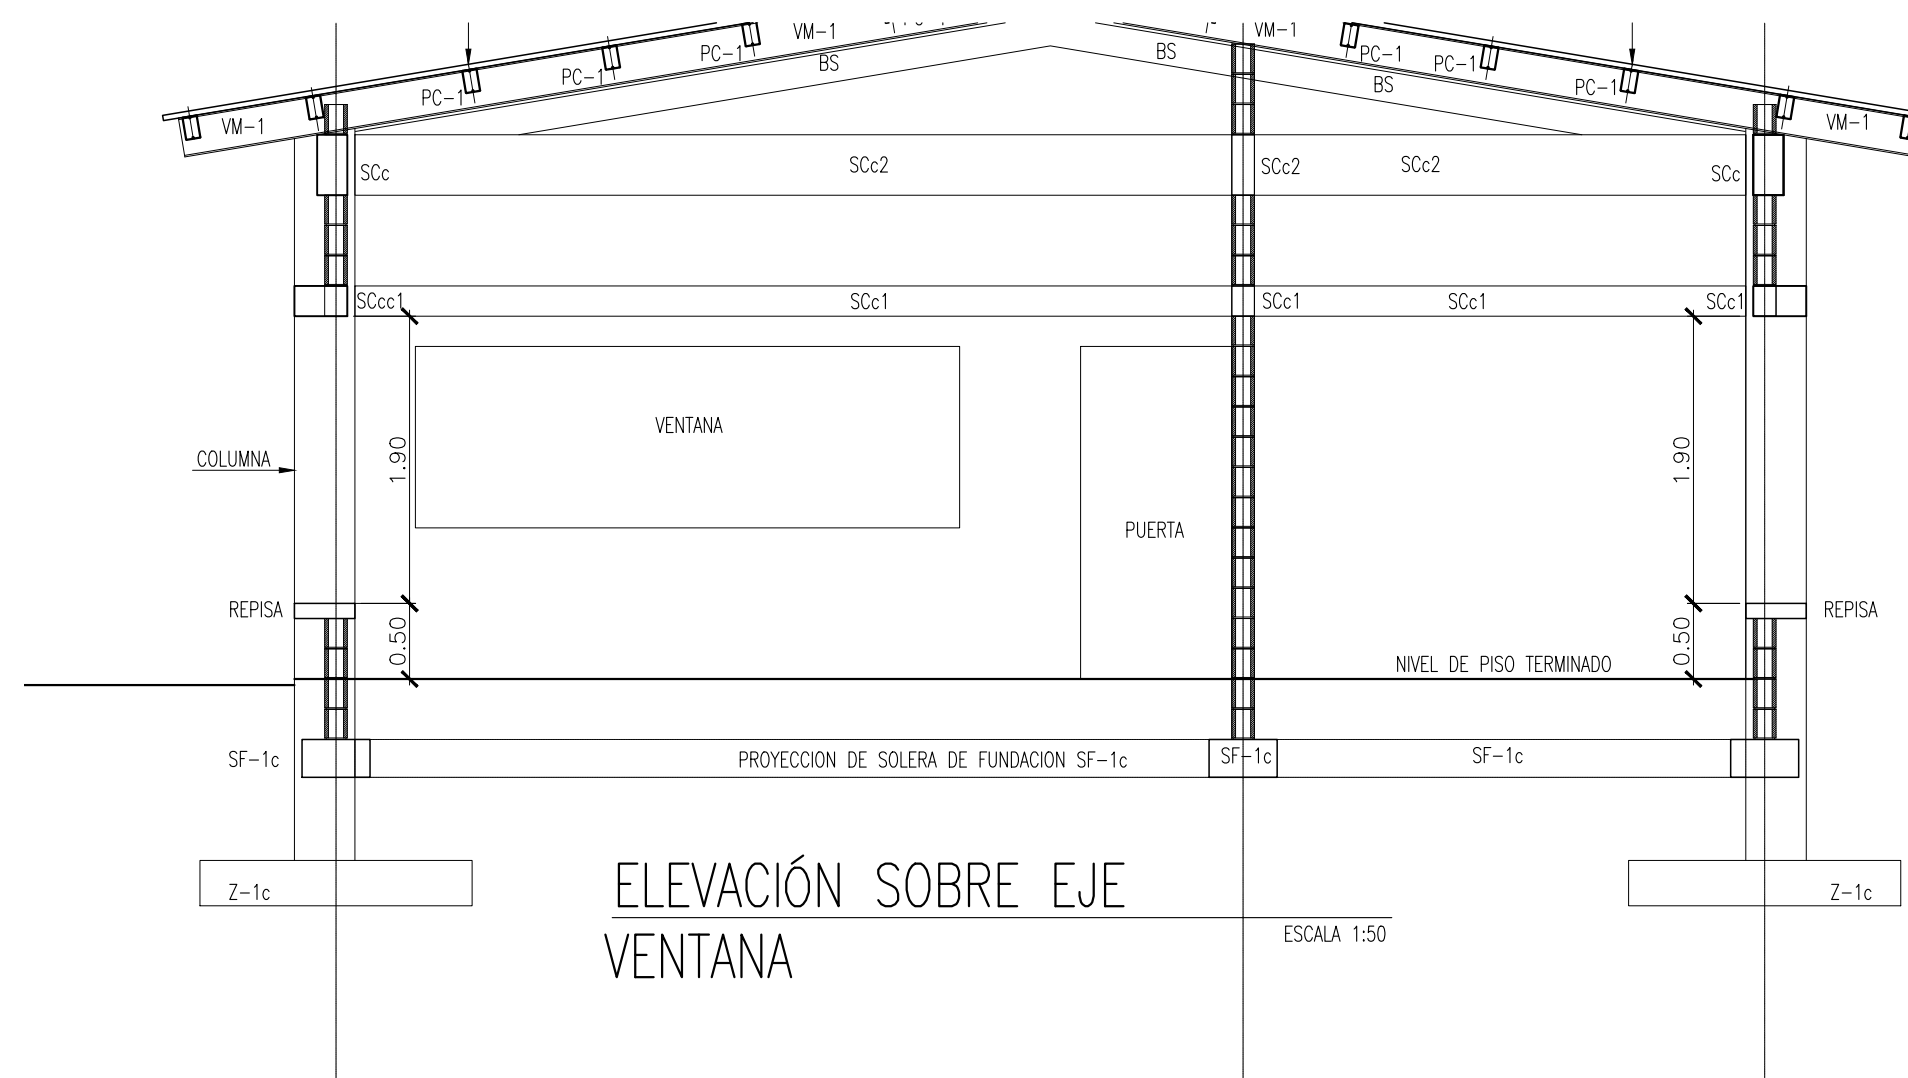 VM-1
VM-1
PC-1
PC-1
BS
BS
PC-1
PC-1
PC-1
BS
PC-1
PC-1
VM-1
VM-1
SCc
SCc2
SCc2
SCc2
SCc
SCcc1
SCc1
SCc1
SCc1
SCc1
VENTANA
COLUMNA
1.90
1.90
PUERTA
REPISA
REPISA
0.50
0.50
NIVEL DE PISO TERMINADO
SF-1c
PROYECCION DE SOLERA DE FUNDACION SF-1c
SF-1c
SF-1c
Z-1c
Z-1c
ELEVACIÓN SOBRE EJE
VENTANA
ESCALA 1:50